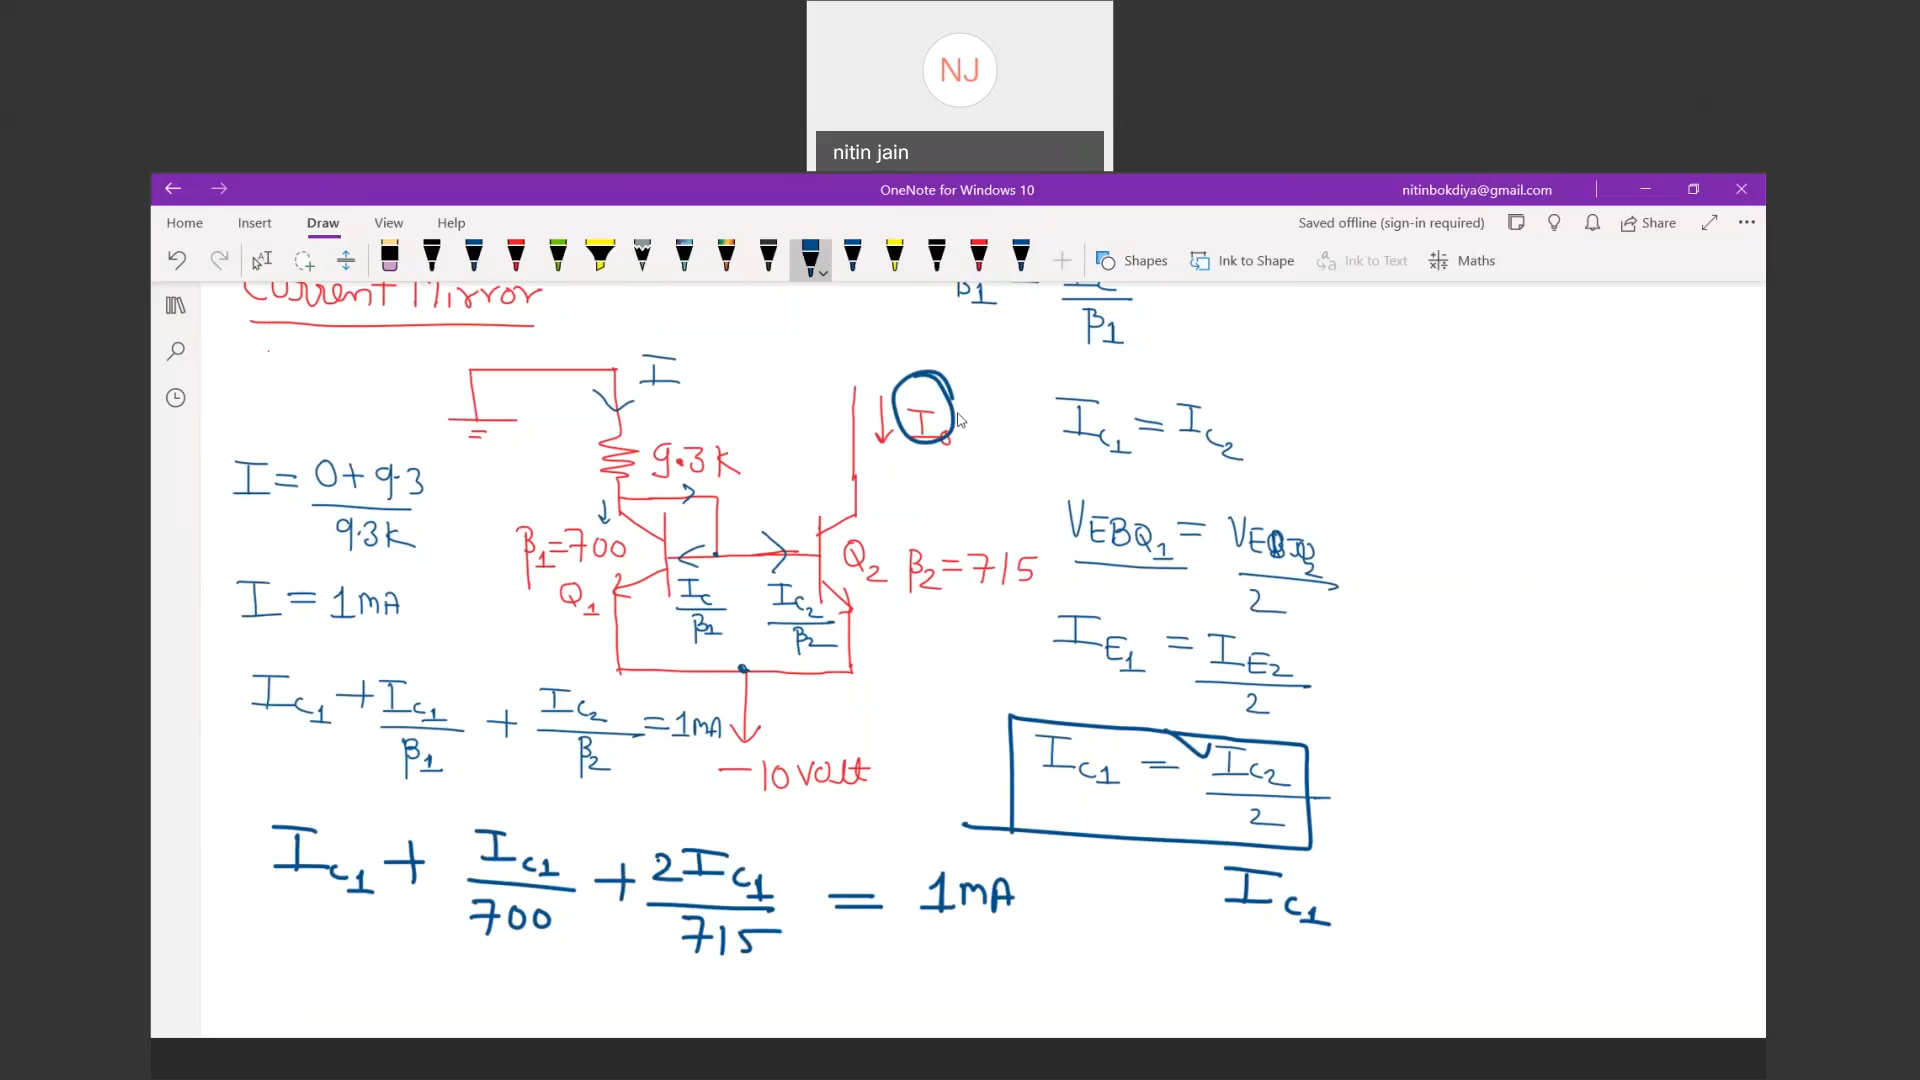 NJ
nitin jain
OneNote for Windows 10
nitinbokdiya@gmail.com
Home Insert Draw View Help
Saved offline (sign-in required)
Share
Shapes
Ink to Shape
Ink to Text
Maths
Current Mirror
I
I = 0 + 9.3 / 9.3K
I = 1mA
9.3K
β1=700
Q1
IC / β1
IC2 / β2
Q2 β2=715
-10 Volt
IC1 + IC1 / β1 + IC2 / β2 = 1mA
IC1 + IC1 / 700 + 2IC1 / 715 = 1mA
β1
IC1 = IC2
VEBQ1 =
2
IE1 = IE2 / 2
IC1 = IC2 / 2
IC1